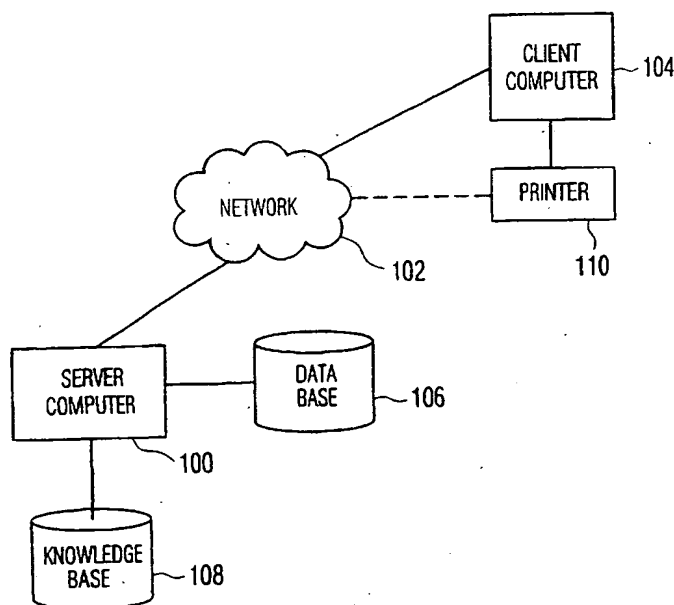 CLIENT
COMPUTER
104
PRINTER
110
NETWORK
102
SERVER
COMPUTER
100
DATA
BASE
106
KNOWLEDGE
BASE
108